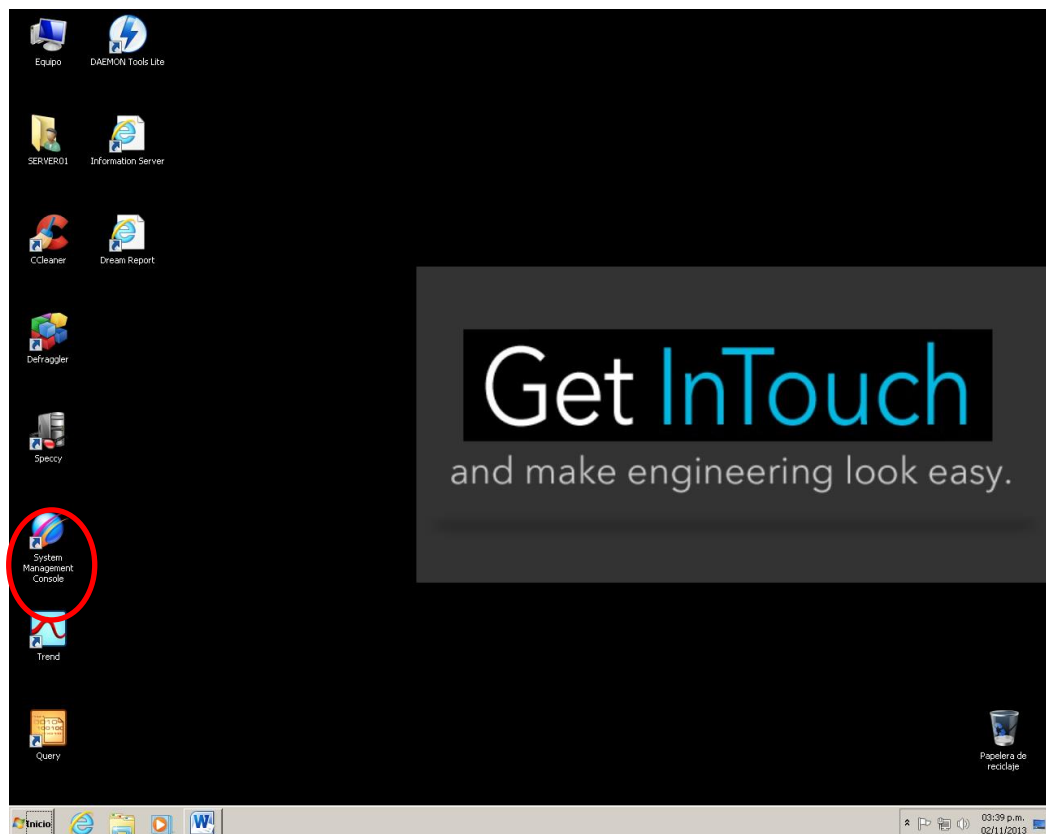 Equipo
DAEMON Tools Lite
SERVER01
Information Server
CCleaner
Dream Report
Defraggler
Speccy
System
Management
Console
Trend
Query
Get InTouch
and make engineering look easy.
Papelera de
reciclaje
Inicio
03:39 p.m.
02/11/2013